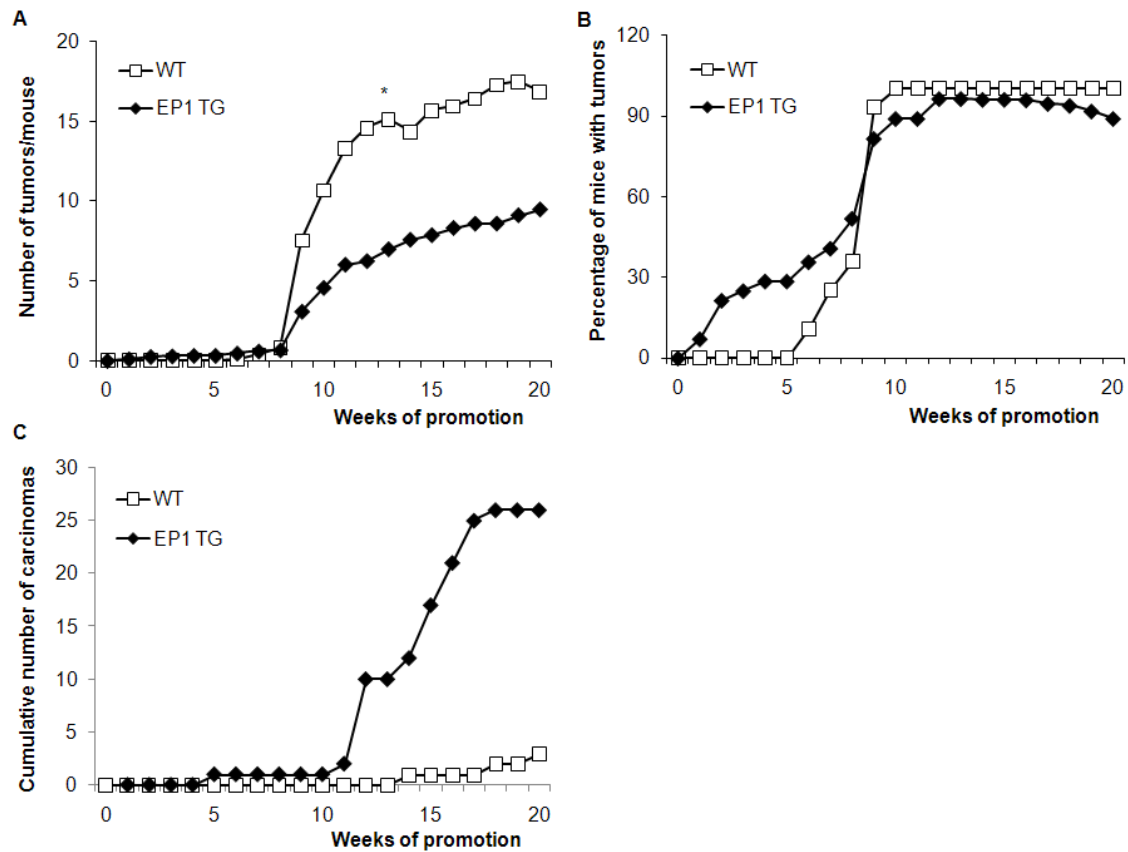 A
Number of tumors/mouse
20
15
10
5
0
WT
EP1 TG
*
0 5 10 15 20
Weeks of promotion
B
Percentage of mice with tumors
120
90
60
30
0
WT
EP1 TG
0 5 10 15 20
Weeks of promotion
C
Cumulative number of carcinomas
30
25
20
15
10
5
0
WT
EP1 TG
0 5 10 15 20
Weeks of promotion